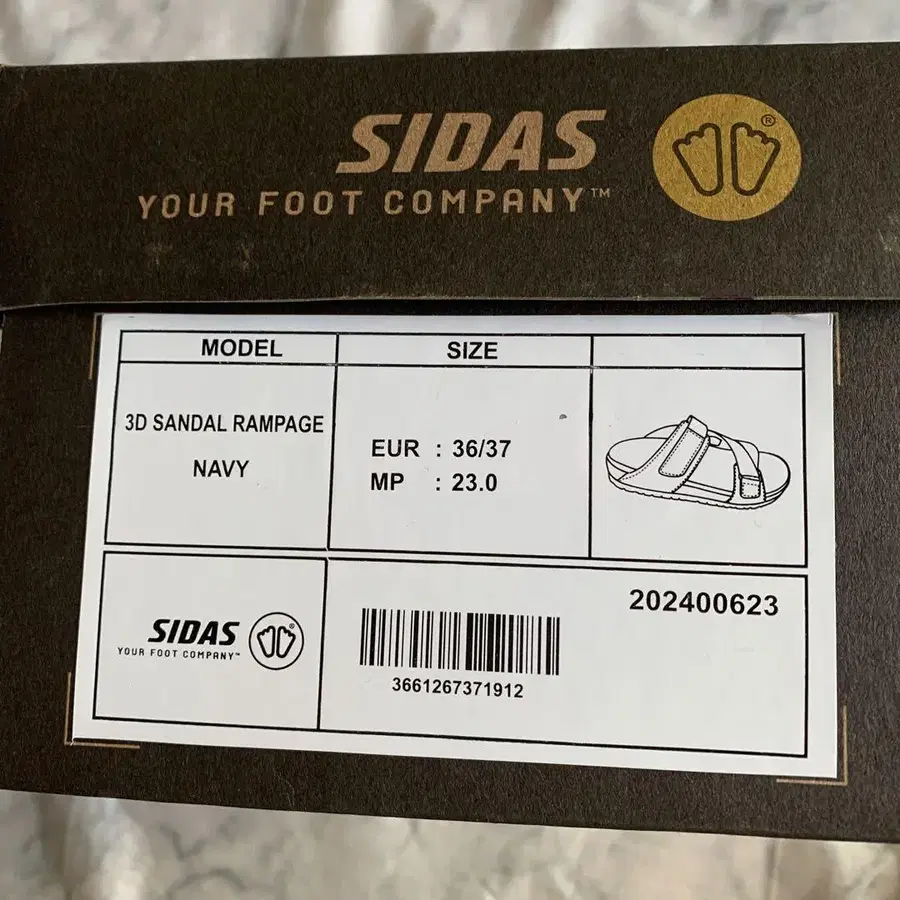 SIDAS
YOUR FOOT COMPANY™
®
MODEL
SIZE
3D SANDAL RAMPAGE
NAVY
EUR : 36/37
MP : 23.0
SIDAS
YOUR FOOT COMPANY™
202400623
3661267371912